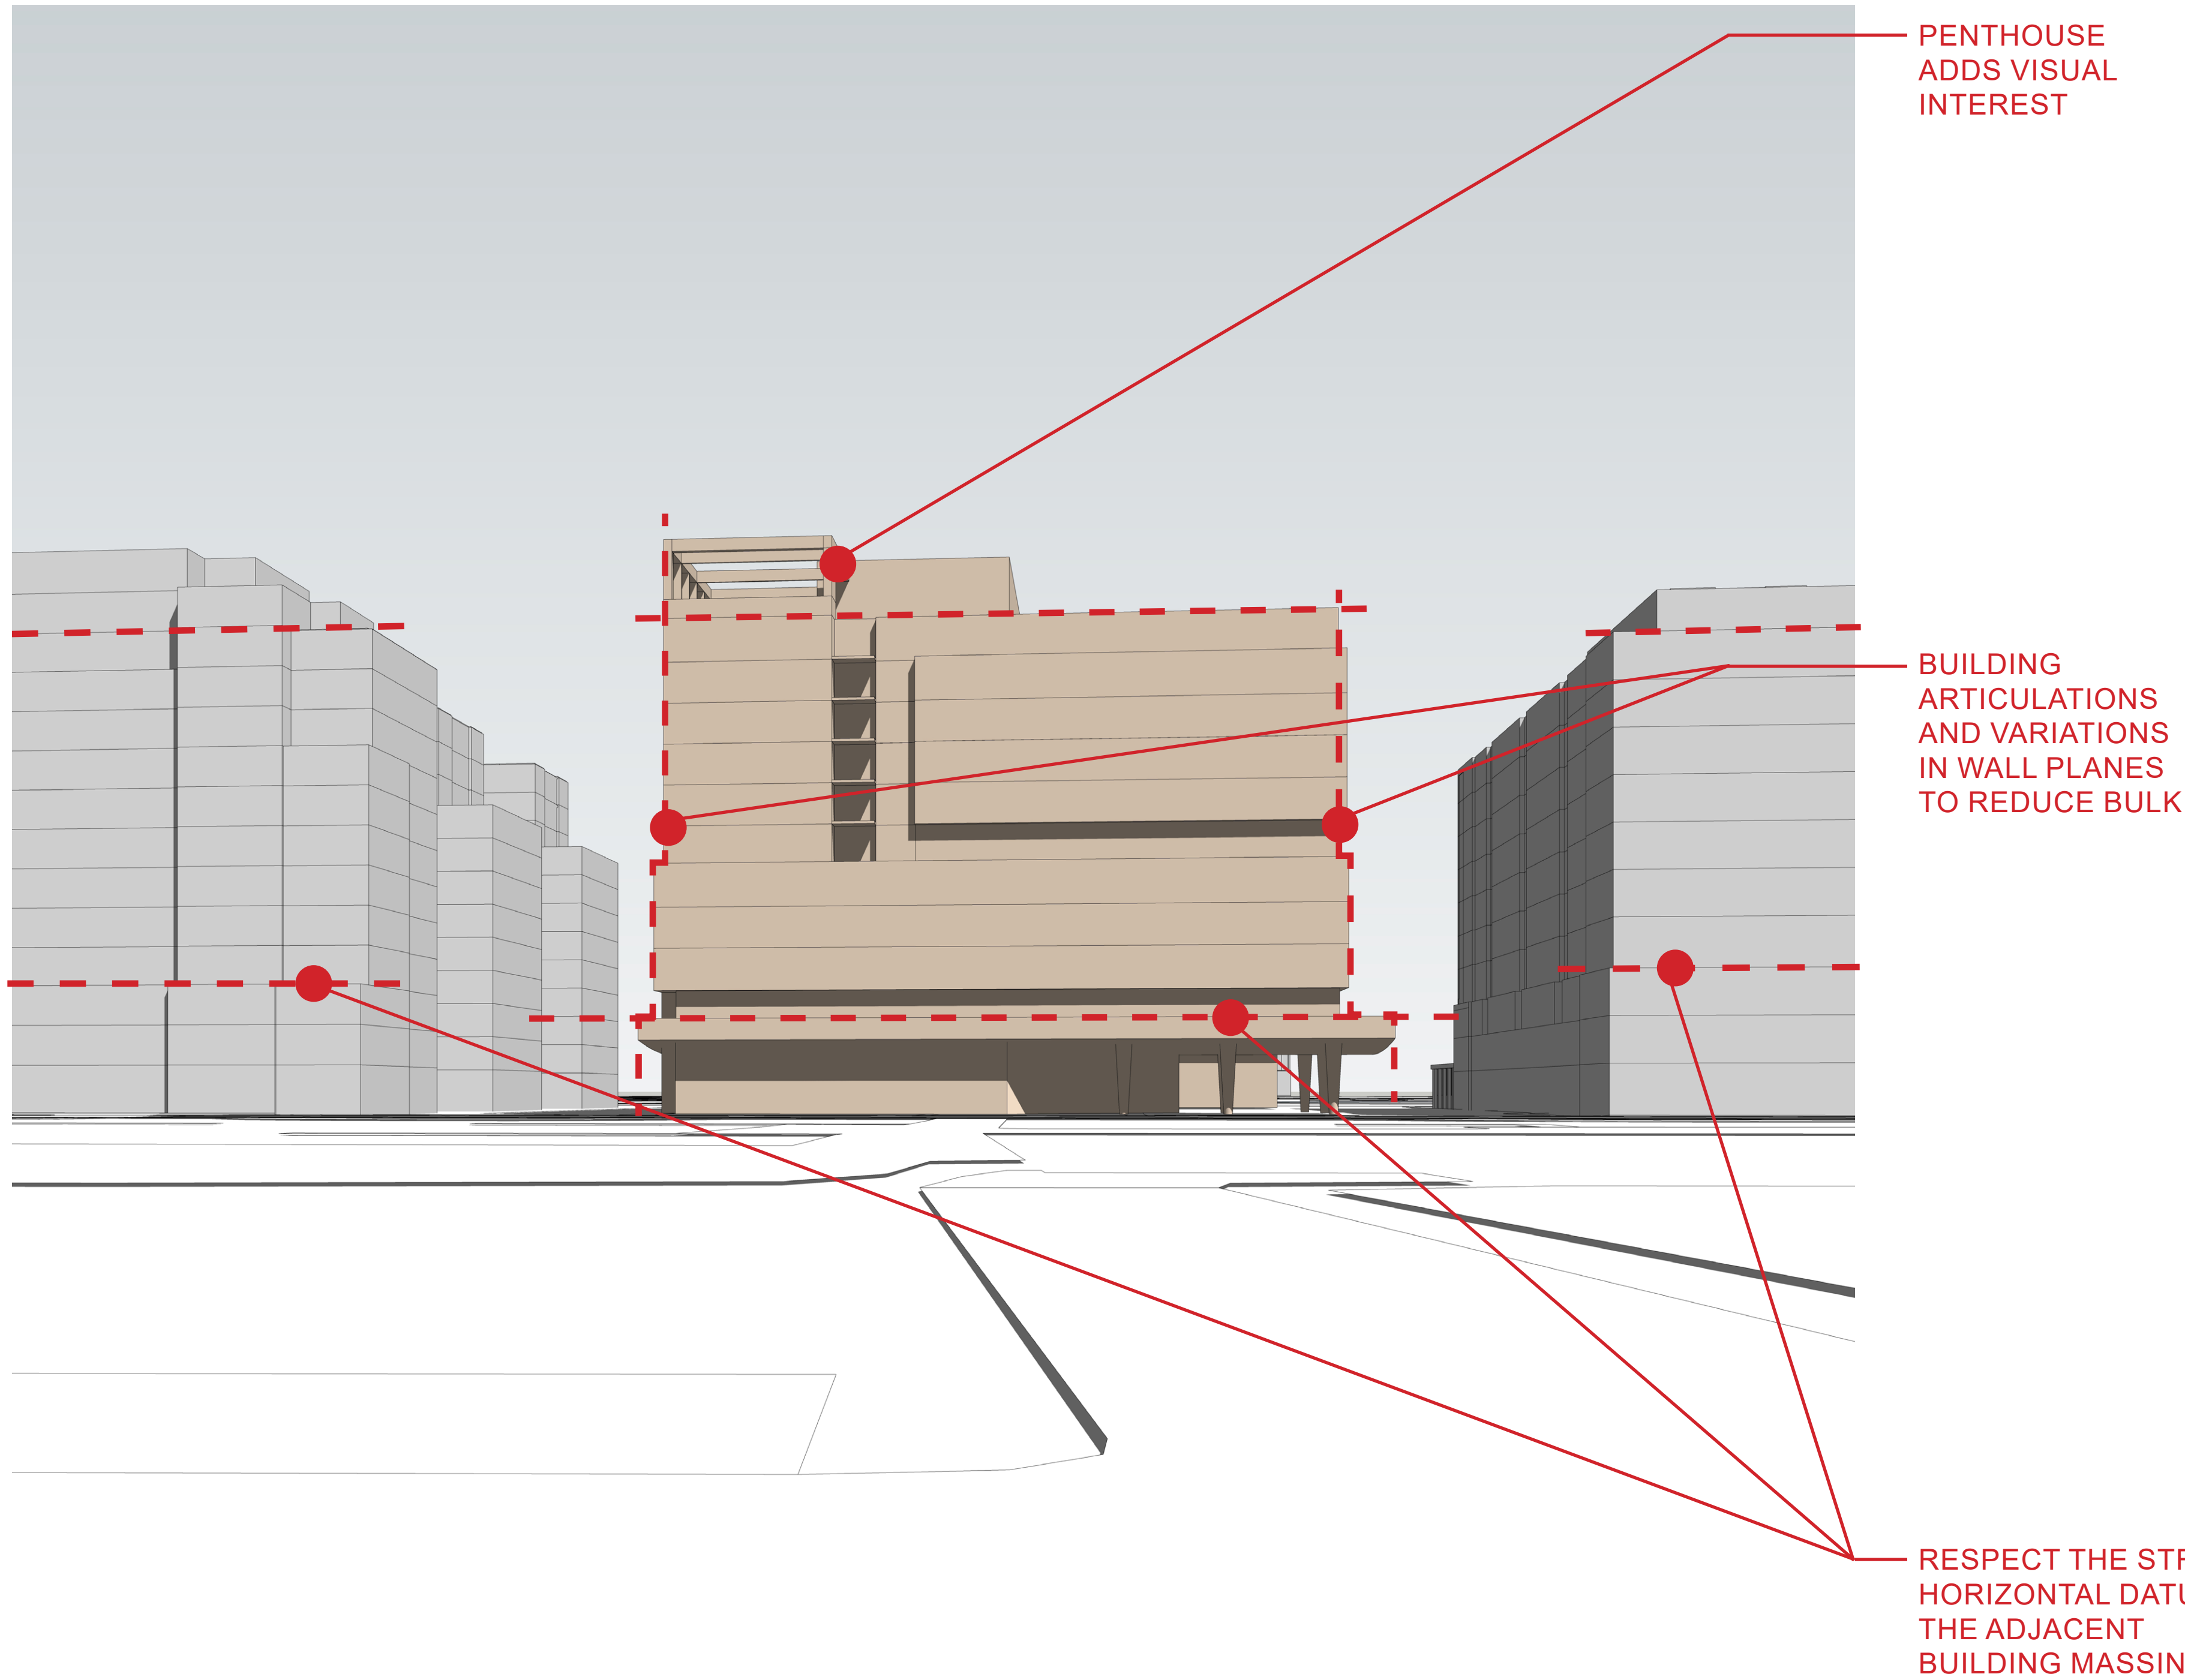 PENTHOUSE
ADDS VISUAL
INTEREST
BUILDING
ARTICULATIONS
AND VARIATIONS
IN WALL PLANES
TO REDUCE BULK
RESPECT THE
HORIZONTAL
THE ADJACENT
BUILDING